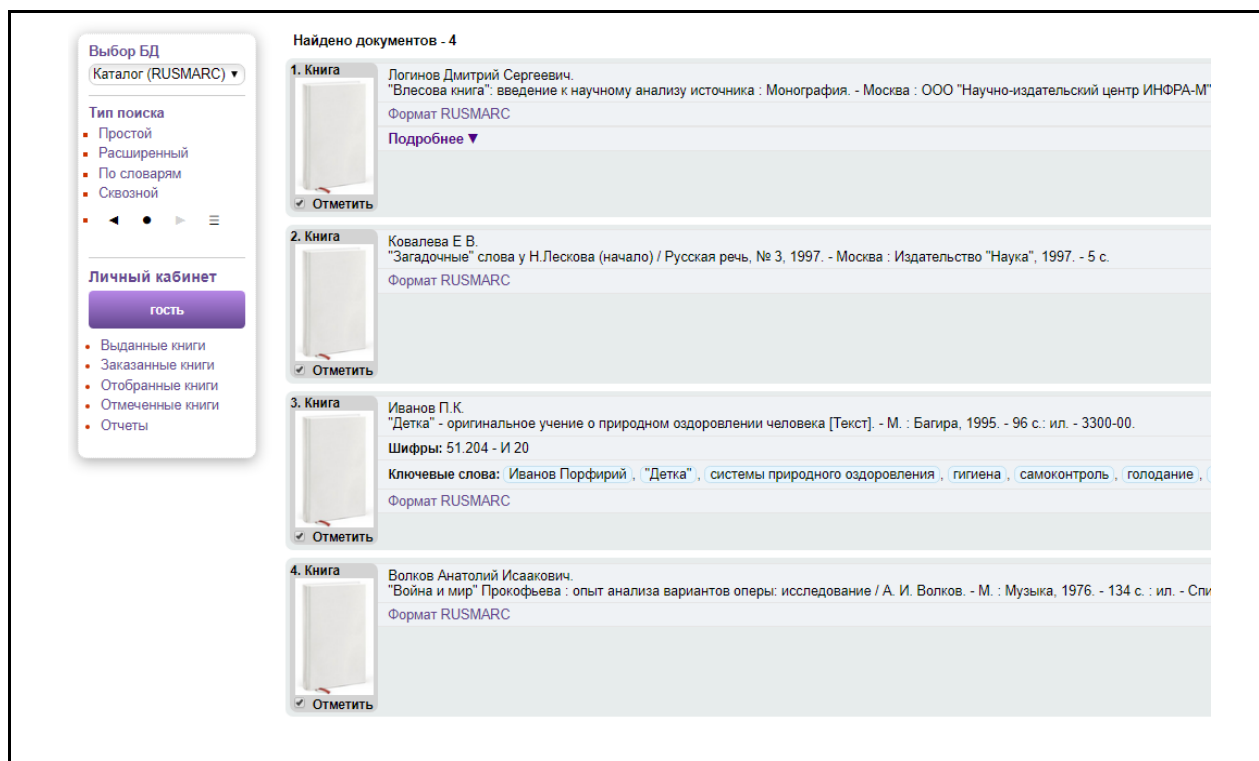 Выбор БД
Каталог (RUSMARC) ▼
Тип поиска
Простой
Расширенный
По словарям
Сквозной
Личный кабинет
гость
Выданные книги
Заказанные книги
Отобранные книги
Отмеченные книги
Отчеты
Найдено документов - 4
1. Книга
Логинов Дмитрий Сергеевич.
"Влесова книга": введение к научному анализу источника : Монография. - Москва : ООО "Научно-издательский центр ИНФРА-М"
Формат RUSMARC
Подробнее ▼
Отметить
2. Книга
Ковалева Е В.
"Загадочные" слова у Н.Лескова (начало) / Русская речь, № 3, 1997. - Москва : Издательство "Наука", 1997. - 5 с.
Формат RUSMARC
Отметить
3. Книга
Иванов П.К.
"Детка" - оригинальное учение о природном оздоровлении человека [Текст]. - М. : Багира, 1995. - 96 с.: ил. - 3300-00.
Шифры: 51.204 - И 20
Ключевые слова: Иванов Порфирий , "Детка" , системы природного оздоровления , гигиена , самоконтроль , голодание ,
Формат RUSMARC
Отметить
4. Книга
Волков Анатолий Исаакович.
"Война и мир" Прокофьева : опыт анализа вариантов оперы: исследование / А. И. Волков. - М. : Музыка, 1976. - 134 с. : ил. - Спи
Формат RUSMARC
Отметить